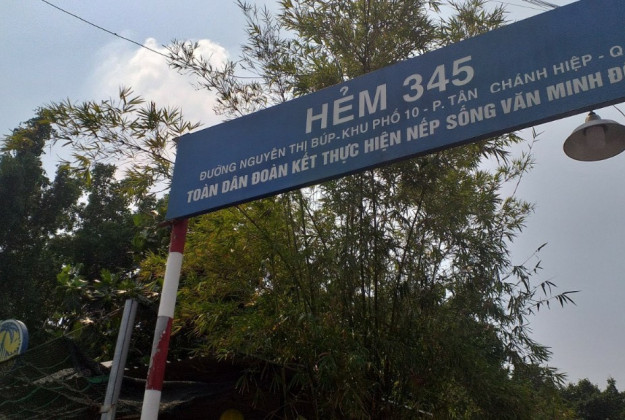 HẺM 345
ĐƯỜNG NGUYỄN THỊ BÚP-KHU PHỐ 10 - P. TÂN CHÁNH HIỆP - Q
TOÀN DÂN ĐOÀN KẾT THỰC HIỆN NẾP SỐNG VĂN MINH ĐÔ